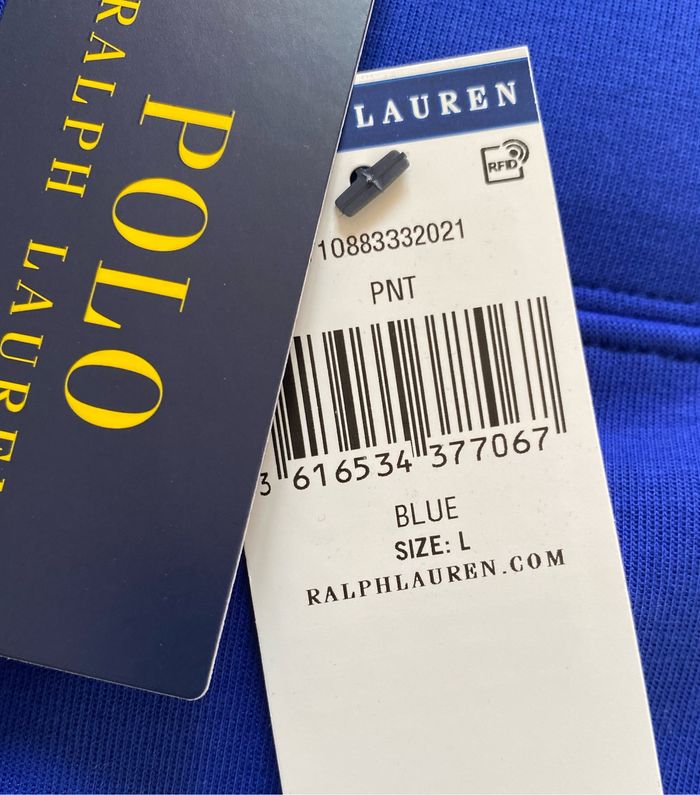 POLO
RALPH LAUREN
LAUREN
RFID
10883332021
PNT
3 616534 377067
BLUE
SIZE: L
RALPHLAUREN.COM